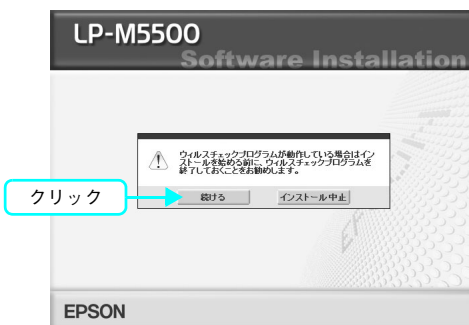 LP-M5500
Software Installation
ウィルスチェックプログラムが動作している場合はイン
ストールを始める前に、ウィルスチェックプログラムを
終了しておくことをお勧めします。
クリック
続ける
インストール中止
EPSON